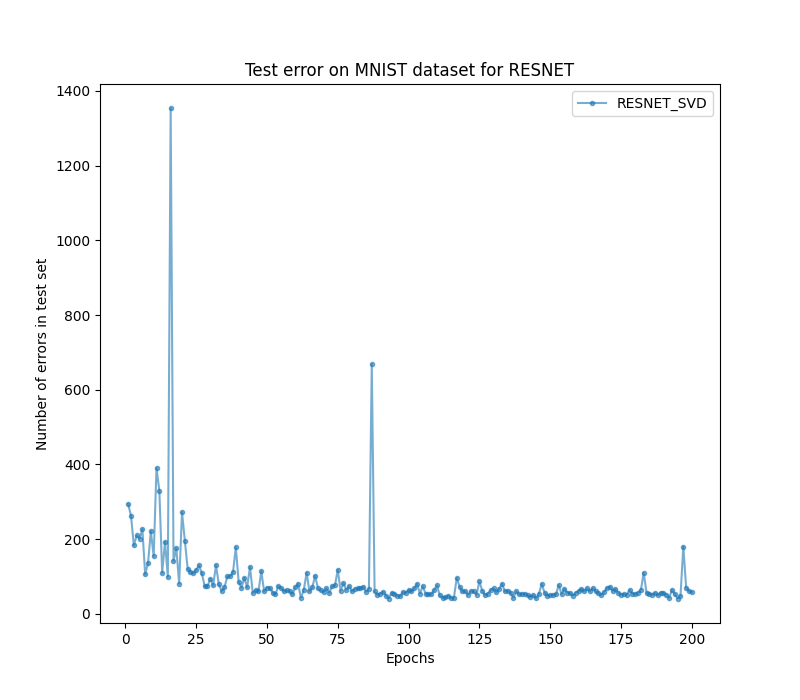 Test error on MNIST dataset for RESNET
RESNET_SVD
1400
1200
1000
800
600
400
200
0
Number of errors in test set
0 25 50 75 100 125 150 175 200
Epochs